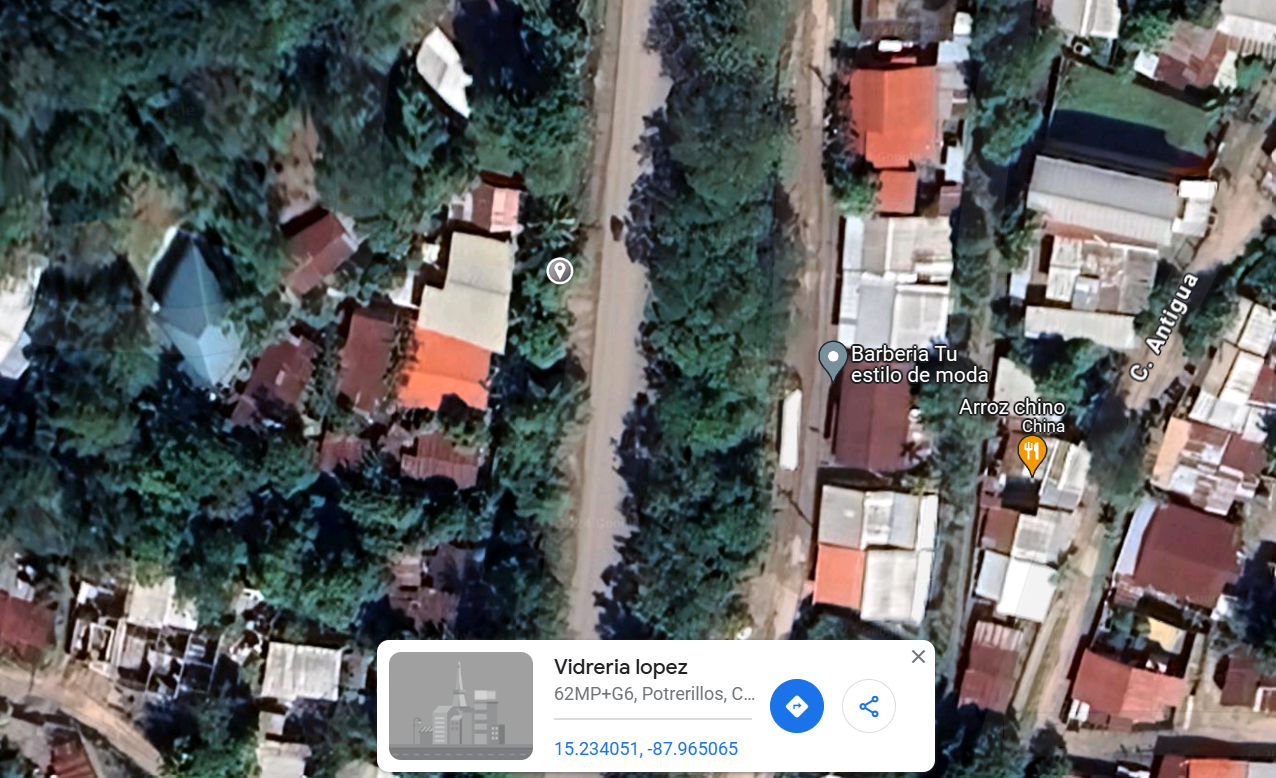 C. Antigua
Barberia Tu
estilo de moda
Arroz chino
China
Vidreria lopez
62MP+G6, Potrerillos, C...
15.234051, -87.965065